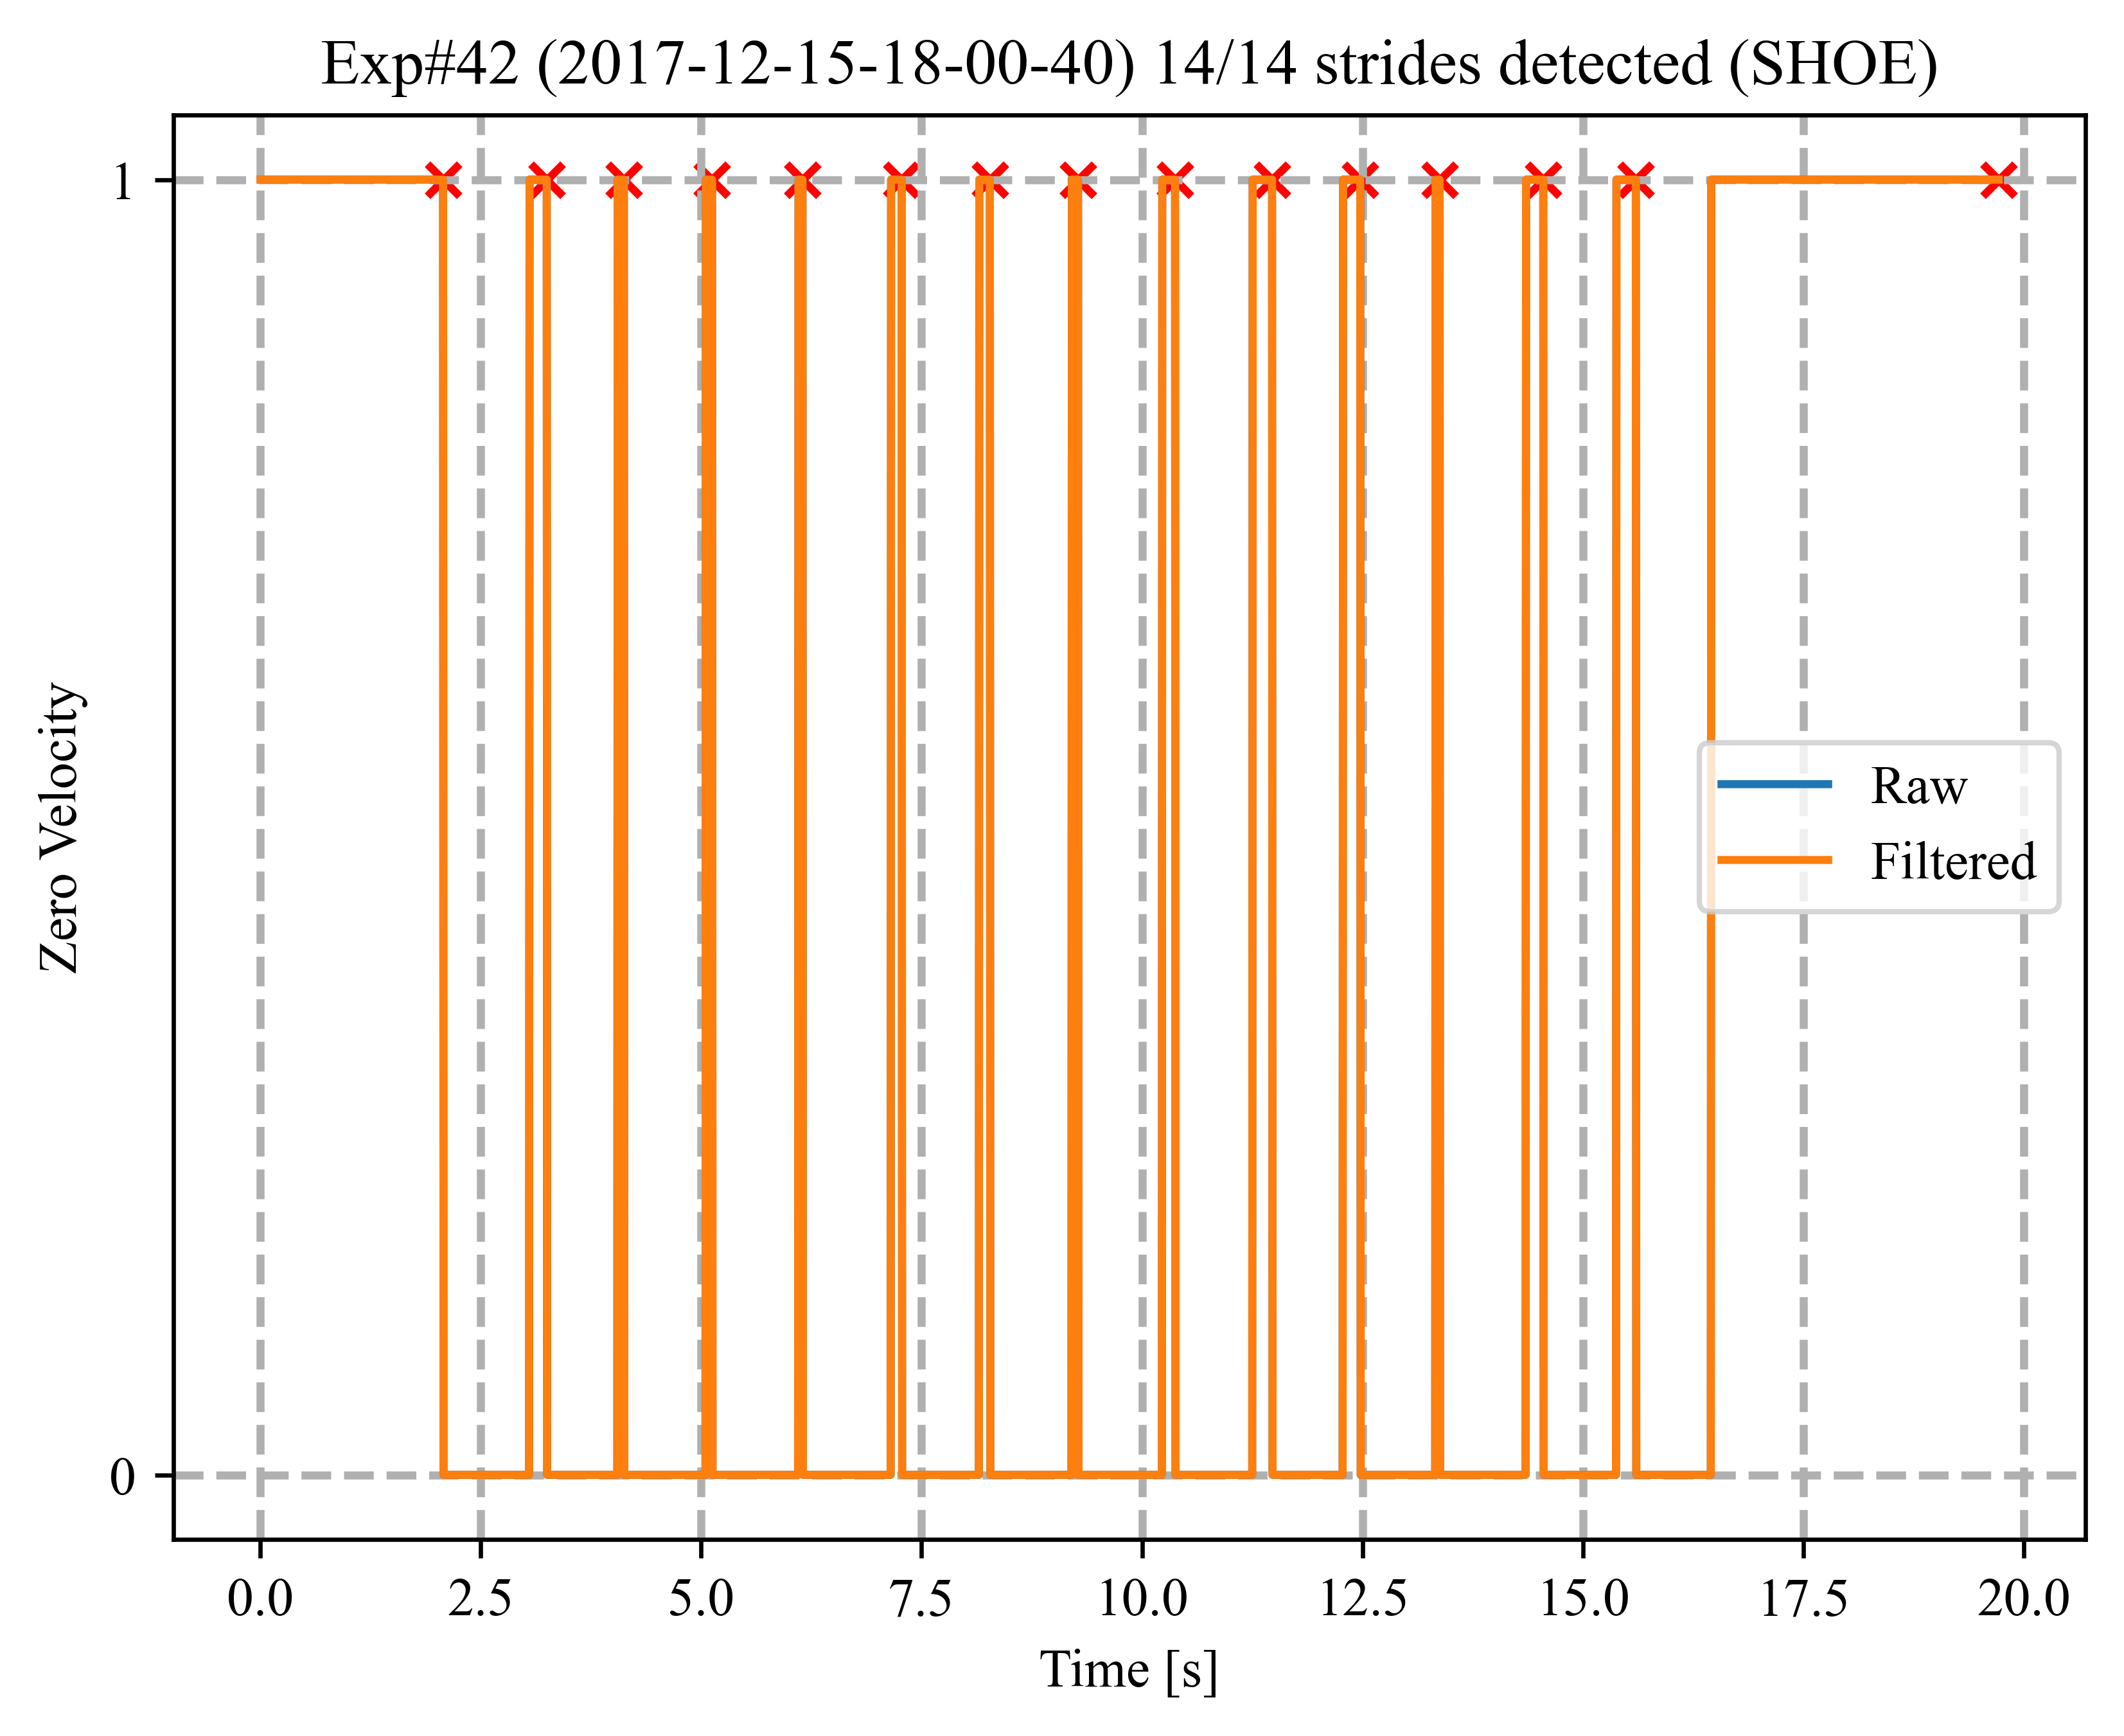 Exp#42 (2017-12-15-18-00-40) 14/14 strides detected (SHOE)
1
Zero Velocity
Raw
Filtered
0
0.0 2.5 5.0 7.5 10.0 12.5 15.0 17.5 20.0
Time [s]